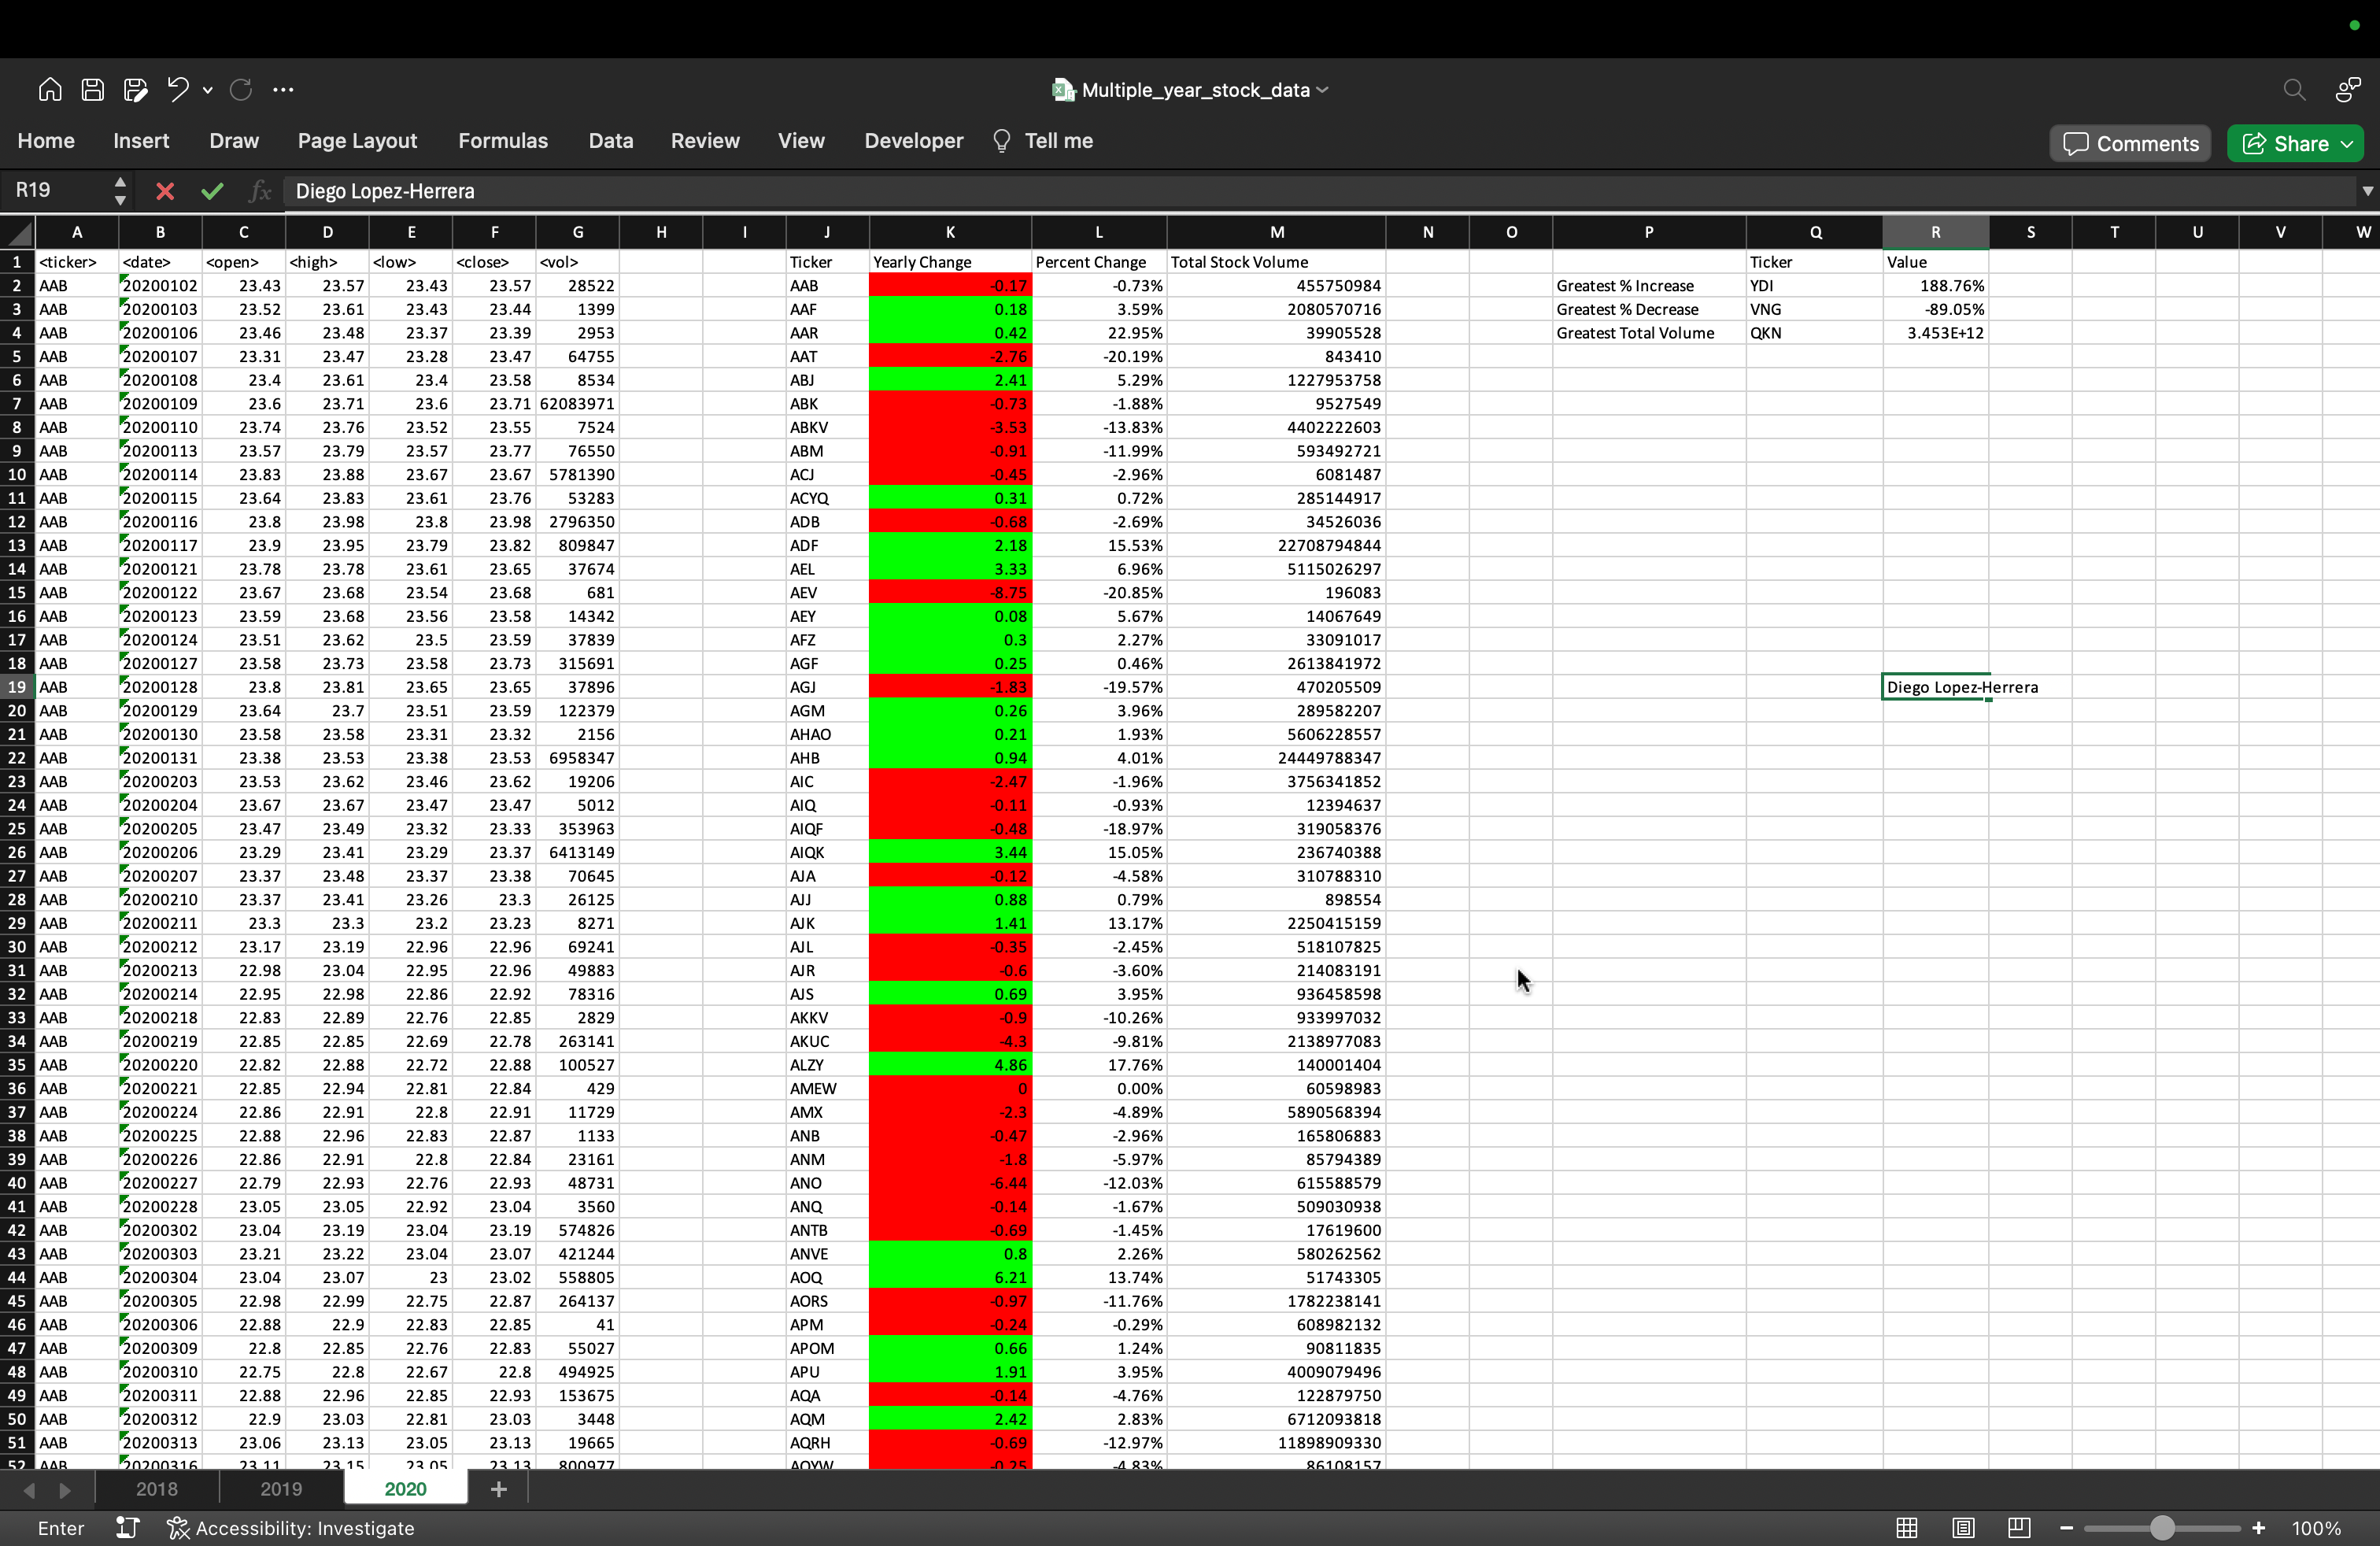 Multiple_year_stock_data
Home Insert Draw Page Layout Formulas Data Review View Developer Tell me Comments Share
R19 fx Diego Lopez-Herrera
A B C D E F G H I J K L M N O P Q R S T U V W
1 <ticker> <date> <open> <high> <low> <close> <vol> Ticker Yearly Change Percent Change Total Stock Volume Ticker Value
2 AAB 20200102 23.43 23.57 23.43 23.57 28522 AAB -0.17 -0.73% 455750984 Greatest % Increase YDI 188.76%
3 AAB 20200103 23.52 23.61 23.43 23.44 1399 AAF 0.18 3.59% 2080570716 Greatest % Decrease VNG -89.05%
4 AAB 20200106 23.46 23.48 23.37 23.39 2953 AAR 0.42 22.95% 39905528 Greatest Total Volume QKN 3.453E+12
5 AAB 20200107 23.31 23.47 23.28 23.47 64755 AAT -2.76 -20.19% 843410
6 AAB 20200108 23.4 23.61 23.4 23.58 8534 ABJ 2.41 5.29% 1227953758
7 AAB 20200109 23.6 23.71 23.6 23.71 62083971 ABK -0.73 -1.88% 9527549
8 AAB 20200110 23.74 23.76 23.52 23.55 7524 ABKV -3.53 -13.83% 4402222603
9 AAB 20200113 23.57 23.79 23.57 23.77 76550 ABM -0.91 -11.99% 593492721
10 AAB 20200114 23.83 23.88 23.67 23.67 5781390 ACJ -0.45 -2.96% 6081487
11 AAB 20200115 23.64 23.83 23.61 23.76 53283 ACYQ 0.31 0.72% 285144917
12 AAB 20200116 23.8 23.98 23.8 23.98 2796350 ADB -0.68 -2.69% 34526036
13 AAB 20200117 23.9 23.95 23.79 23.82 809847 ADF 2.18 15.53% 22708794844
14 AAB 20200121 23.78 23.78 23.61 23.65 37674 AEL 3.33 6.96% 5115026297
15 AAB 20200122 23.67 23.68 23.54 23.68 681 AEV -8.75 -20.85% 196083
16 AAB 20200123 23.59 23.68 23.56 23.58 14342 AEY 0.08 5.67% 14067649
17 AAB 20200124 23.51 23.62 23.5 23.59 37839 AFZ 0.3 2.27% 33091017
18 AAB 20200127 23.58 23.73 23.58 23.73 315691 AGF 0.25 0.46% 2613841972
19 AAB 20200128 23.8 23.81 23.65 23.65 37896 AGJ -1.83 -19.57% 470205509 Diego Lopez-Herrera
20 AAB 20200129 23.64 23.7 23.51 23.59 122379 AGM 0.26 3.96% 289582207
21 AAB 20200130 23.58 23.58 23.31 23.32 2156 AHAO 0.21 1.93% 5606228557
22 AAB 20200131 23.38 23.53 23.38 23.53 6958347 AHB 0.94 4.01% 24449788347
23 AAB 20200203 23.53 23.62 23.46 23.62 19206 AIC -2.47 -1.96% 3756341852
24 AAB 20200204 23.67 23.67 23.47 23.47 5012 AIQ -0.11 -0.93% 12394637
25 AAB 20200205 23.47 23.49 23.32 23.33 353963 AIQF -0.48 -18.97% 319058376
26 AAB 20200206 23.29 23.41 23.29 23.37 6413149 AIQK 3.44 15.05% 236740388
27 AAB 20200207 23.37 23.48 23.37 23.38 70645 AJA -0.12 -4.58% 310788310
28 AAB 20200210 23.37 23.41 23.26 23.3 26125 AJJ 0.88 0.79% 898554
29 AAB 20200211 23.3 23.3 23.2 23.23 8271 AJK 1.41 13.17% 2250415159
30 AAB 20200212 23.17 23.19 22.96 22.96 69241 AJL -0.35 -2.45% 518107825
31 AAB 20200213 22.98 23.04 22.95 22.96 49883 AJR -0.6 -3.60% 214083191
32 AAB 20200214 22.95 22.98 22.86 22.92 78316 AJS 0.69 3.95% 936458598
33 AAB 20200218 22.83 22.89 22.76 22.85 2829 AKKV -0.9 -10.26% 933997032
34 AAB 20200219 22.85 22.85 22.69 22.78 263141 AKUC -4.3 -9.81% 2138977083
35 AAB 20200220 22.82 22.88 22.72 22.88 100527 ALZY 4.86 17.76% 140001404
36 AAB 20200221 22.85 22.94 22.81 22.84 429 AMEW 0 0.00% 60598983
37 AAB 20200224 22.86 22.91 22.8 22.91 11729 AMX -2.3 -4.89% 5890568394
38 AAB 20200225 22.88 22.96 22.83 22.87 1133 ANB -0.47 -2.96% 165806883
39 AAB 20200226 22.86 22.91 22.8 22.84 23161 ANM -1.8 -5.97% 85794389
40 AAB 20200227 22.79 22.93 22.76 22.93 48731 ANO -6.44 -12.03% 615588579
41 AAB 20200228 23.05 23.05 22.92 23.04 3560 ANQ -0.14 -1.67% 509030938
42 AAB 20200302 23.04 23.19 23.04 23.19 574826 ANTB -0.69 -1.45% 17619600
43 AAB 20200303 23.21 23.22 23.04 23.07 421244 ANVE 0.8 2.26% 580262562
44 AAB 20200304 23.04 23.07 23 23.02 558805 AOQ 6.21 13.74% 51743305
45 AAB 20200305 22.98 22.99 22.75 22.87 264137 AORS -0.97 -11.76% 1782238141
46 AAB 20200306 22.88 22.9 22.83 22.85 41 APM -0.24 -0.29% 608982132
47 AAB 20200309 22.8 22.85 22.76 22.83 55027 APOM 0.66 1.24% 90811835
48 AAB 20200310 22.75 22.8 22.67 22.8 494925 APU 1.91 3.95% 4009079496
49 AAB 20200311 22.88 22.96 22.85 22.93 153675 AQA -0.14 -4.76% 122879750
50 AAB 20200312 22.9 23.03 22.81 23.03 3448 AQM 2.42 2.83% 6712093818
51 AAB 20200313 23.06 23.13 23.05 23.13 19665 AQRH -0.69 -12.97% 11898909330
52 AAB 20200316 23.11 23.15 23.05 23.13 800977 AQYW -0.25 -4.83% 86108157
2018 2019 2020
Enter Accessibility: Investigate 100%